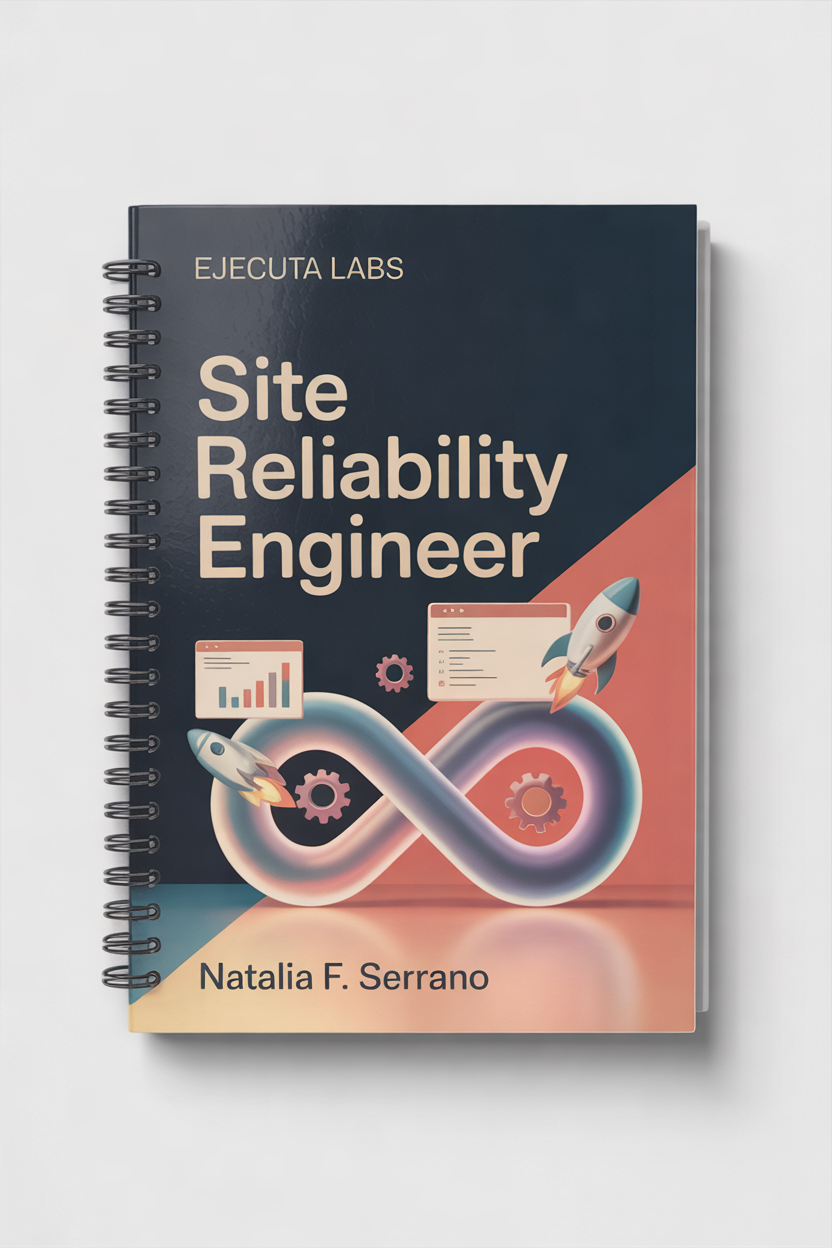 EJECUTA LABS
Site
Reliability
Engineer
Natalia F. Serrano